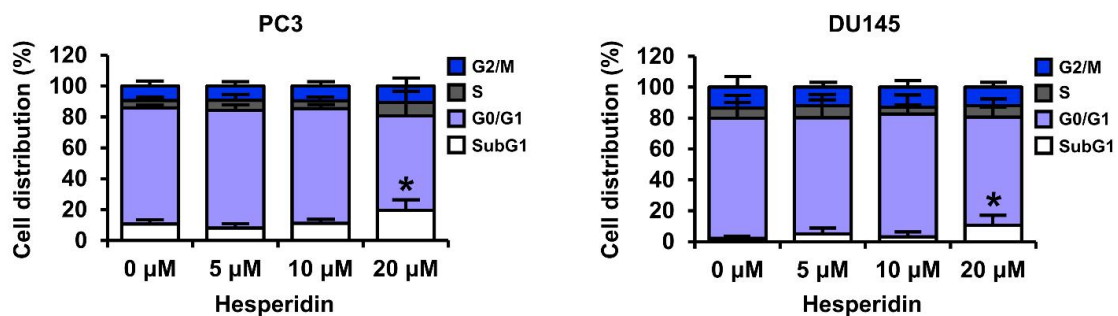 PC3
Cell distribution (%)
120
100
80
60
40
20
0
*
0 µM 5 µM 10 µM 20 µM
Hesperidin
G2/M
S
G0/G1
SubG1
DU145
Cell distribution (%)
120
100
80
60
40
20
0
*
0 µM 5 µM 10 µM 20 µM
Hesperidin
G2/M
S
G0/G1
SubG1